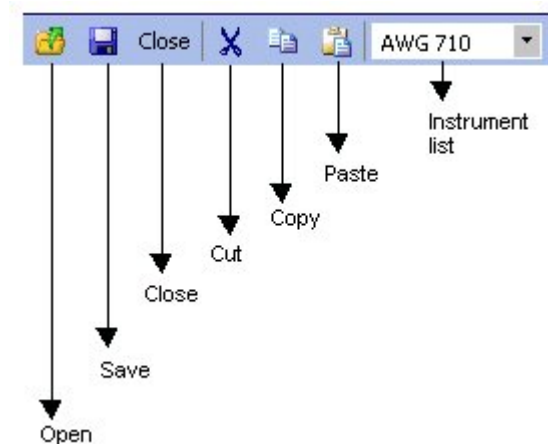 Close
AWG 710
Instrument
list
Paste
Copy
Cut
Close
Save
Open